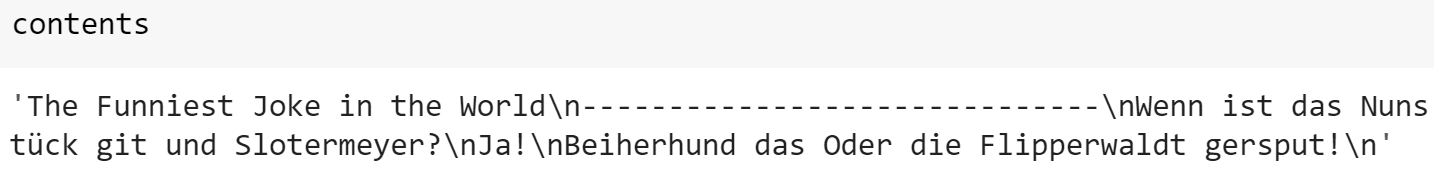 contents
'The Funniest Joke in the World\n------------------------------\nWenn ist das Nuns
tück git und Slotermeyer?\nJa!\nBeiherhund das Oder die Flipperwaldt gersput!\n'